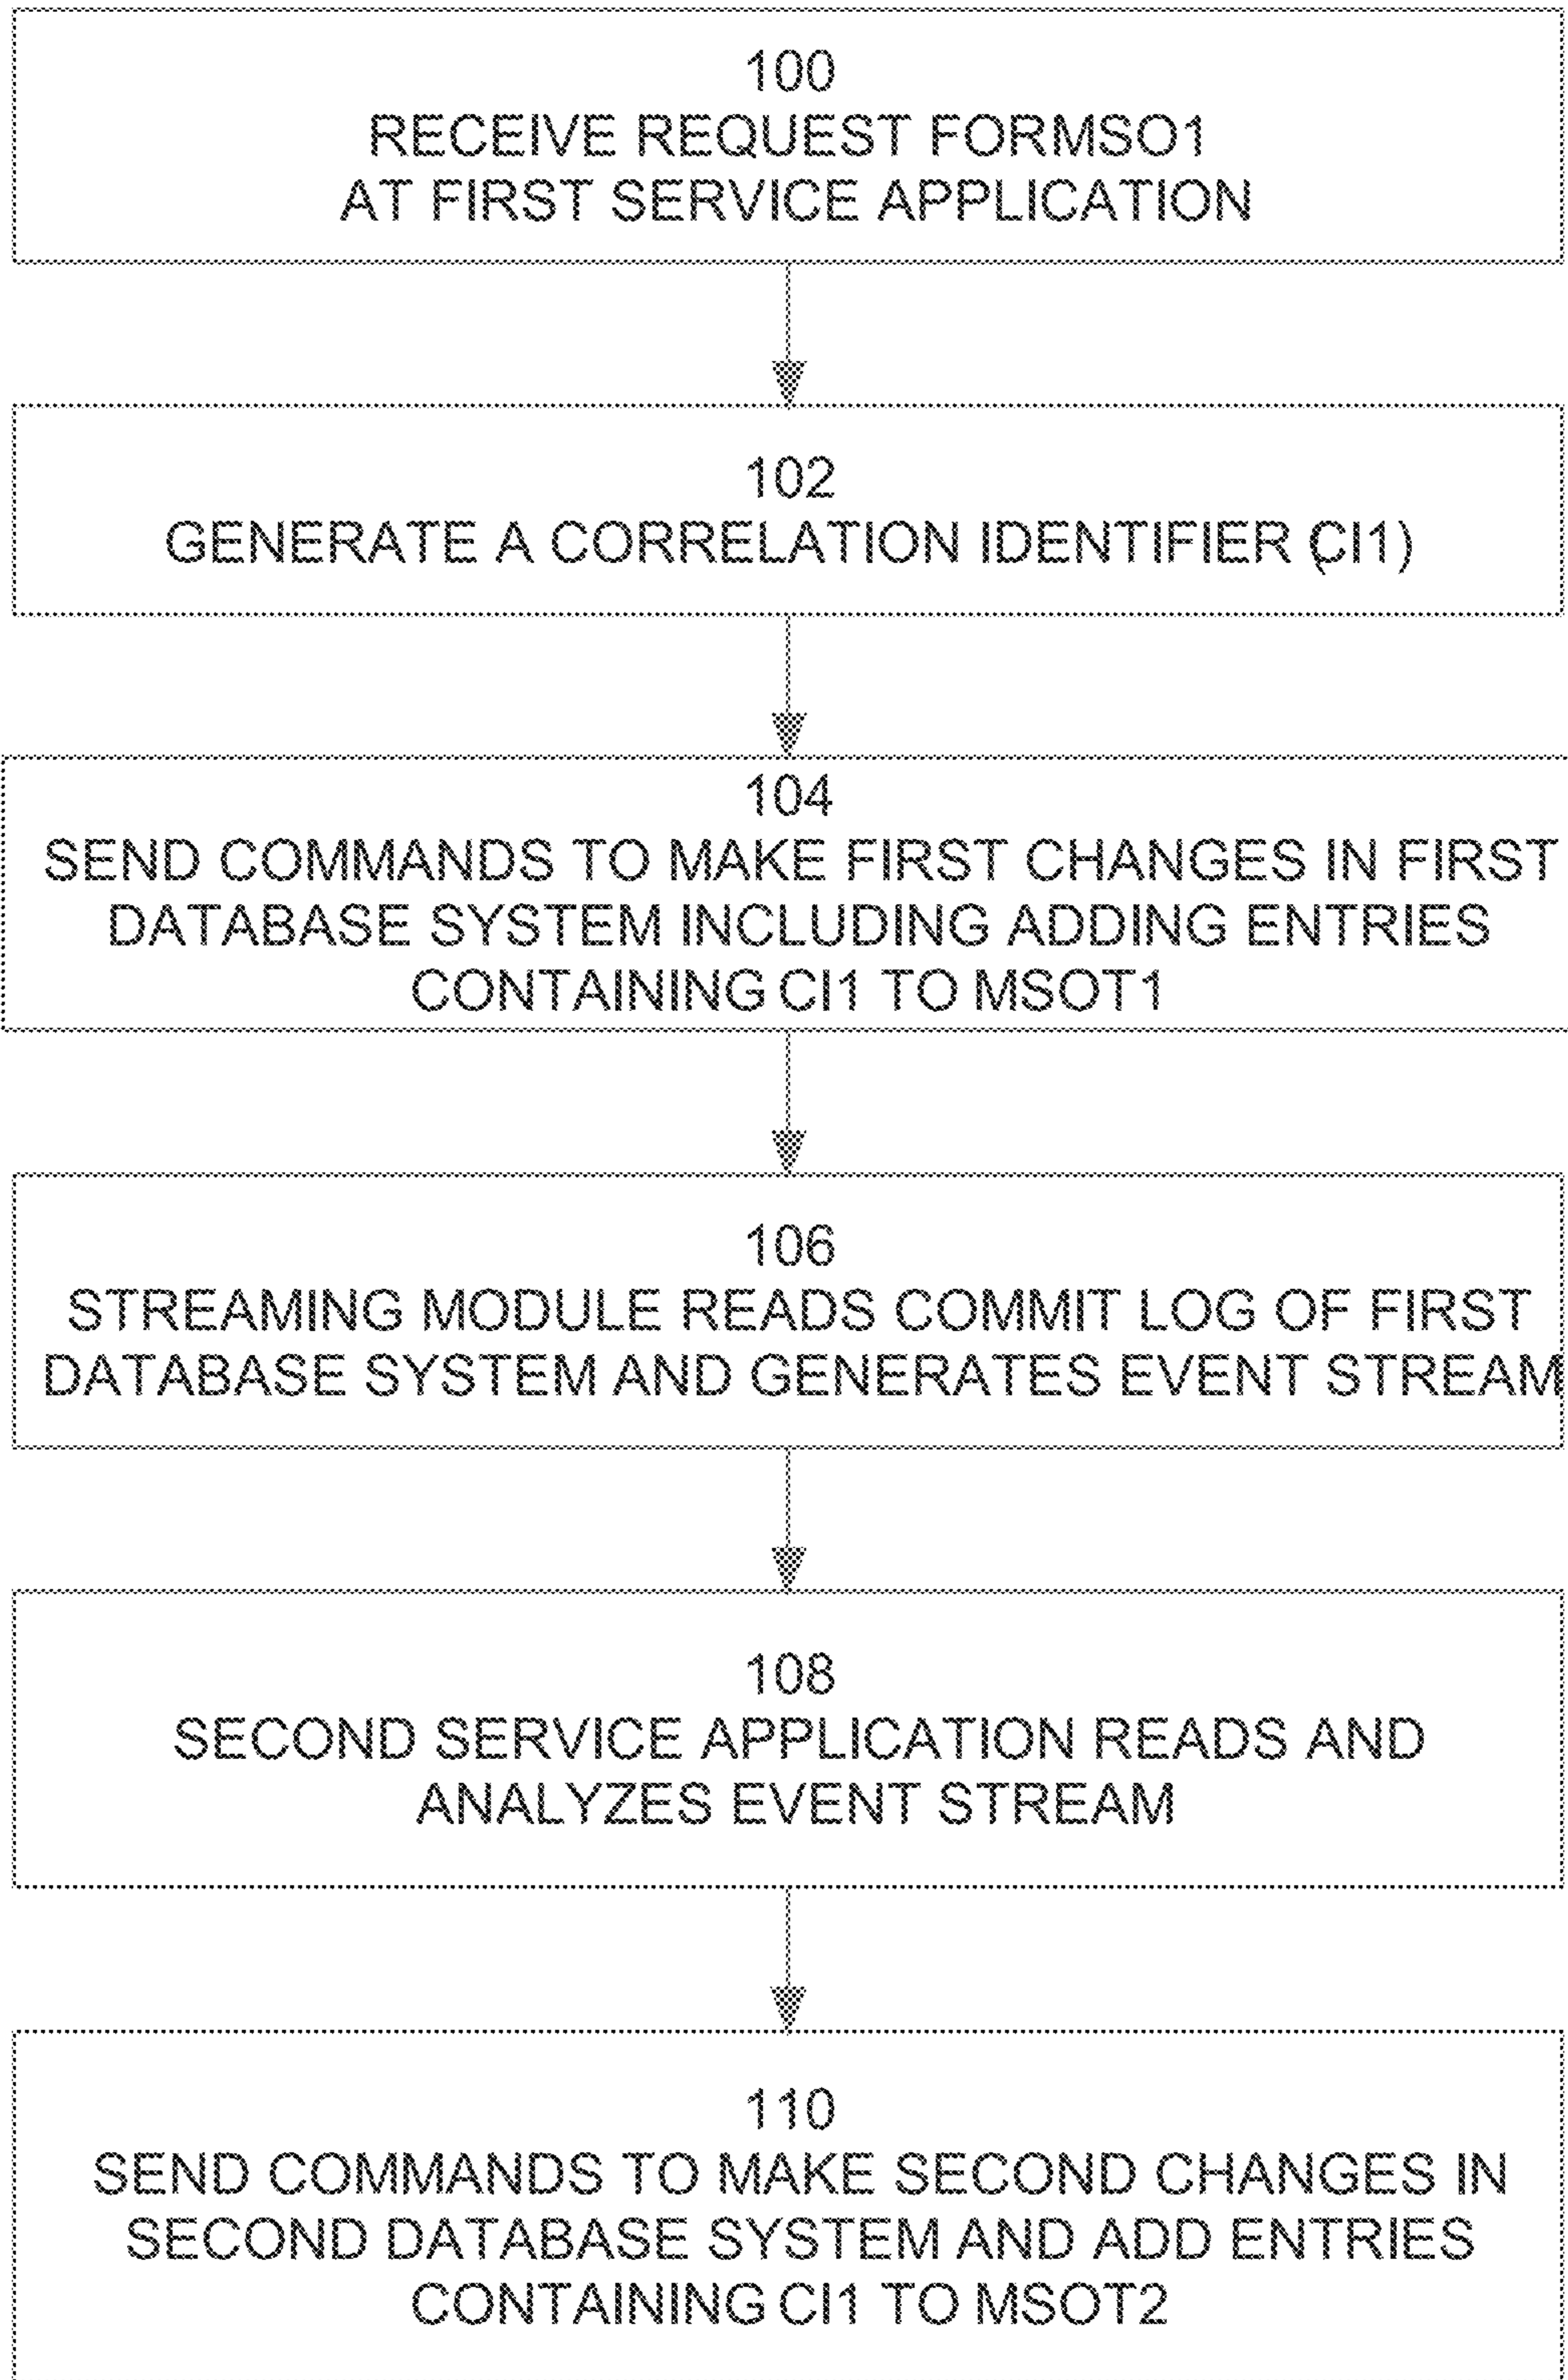 100
RECEIVE REQUEST FORMSO1
AT FIRST SERVICE APPLICATION
102
GENERATE A CORRELATION IDENTIFIER (CI1)
104
SEND COMMANDS TO MAKE FIRST CHANGES IN FIRST
DATABASE SYSTEM INCLUDING ADDING ENTRIES
CONTAINING CI1 TO MSOT1
106
STREAMING MODULE READS COMMIT LOG OF FIRST
DATABASE SYSTEM AND GENERATES EVENT STREAM
108
SECOND SERVICE APPLICATION READS AND
ANALYZES EVENT STREAM
110
SEND COMMANDS TO MAKE SECOND CHANGES IN
SECOND DATABASE SYSTEM AND ADD ENTRIES
CONTAINING CI1 TO MSOT2